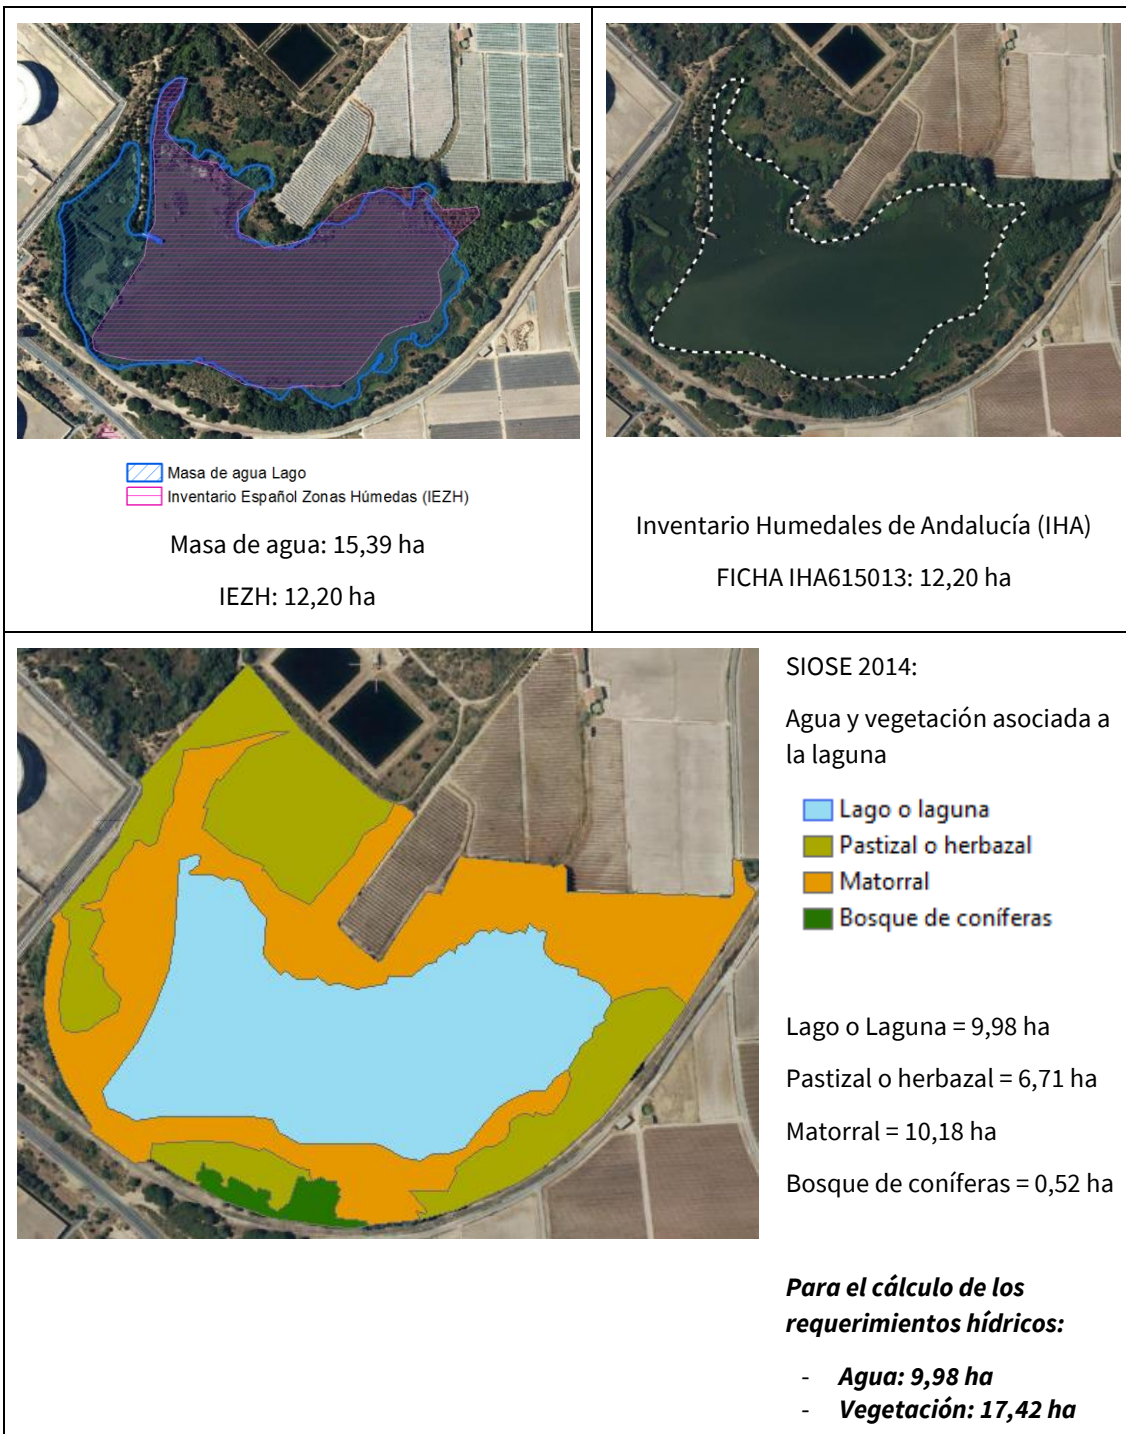 Masa de agua Lago
Inventario Español Zonas Húmedas (IEZH)
Masa de agua: 15,39 ha
IEZH: 12,20 ha
Inventario Humedales de Andalucía (IHA)
FICHA IHA615013: 12,20 ha
SIOSE 2014:
Agua y vegetación asociada a
la laguna
Lago o laguna
Pastizal o herbazal
Matorral
Bosque de coníferas
Lago o Laguna = 9,98 ha
Pastizal o herbazal = 6,71 ha
Matorral = 10,18 ha
Bosque de coníferas = 0,52 ha
Para el cálculo de los
requerimientos hídricos:
- Agua: 9,98 ha
- Vegetación: 17,42 ha